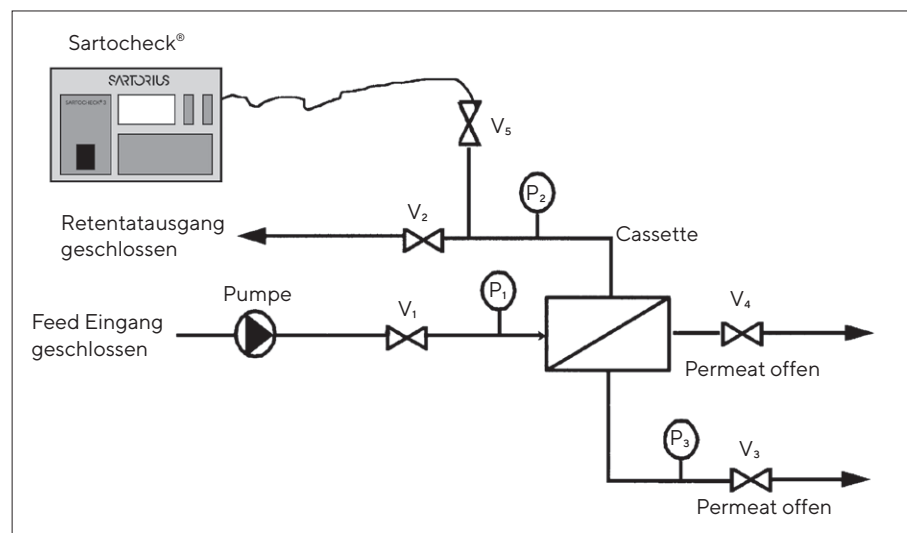 Sartocheck®
SARTORIUS
SARTOCHECK®
V₅
P₂
V₂
Retentatausgang
geschlossen
Cassette
Pumpe
P₁
V₁
V₄
Feed Eingang
geschlossen
Permeat offen
P₃
V₃
Permeat offen